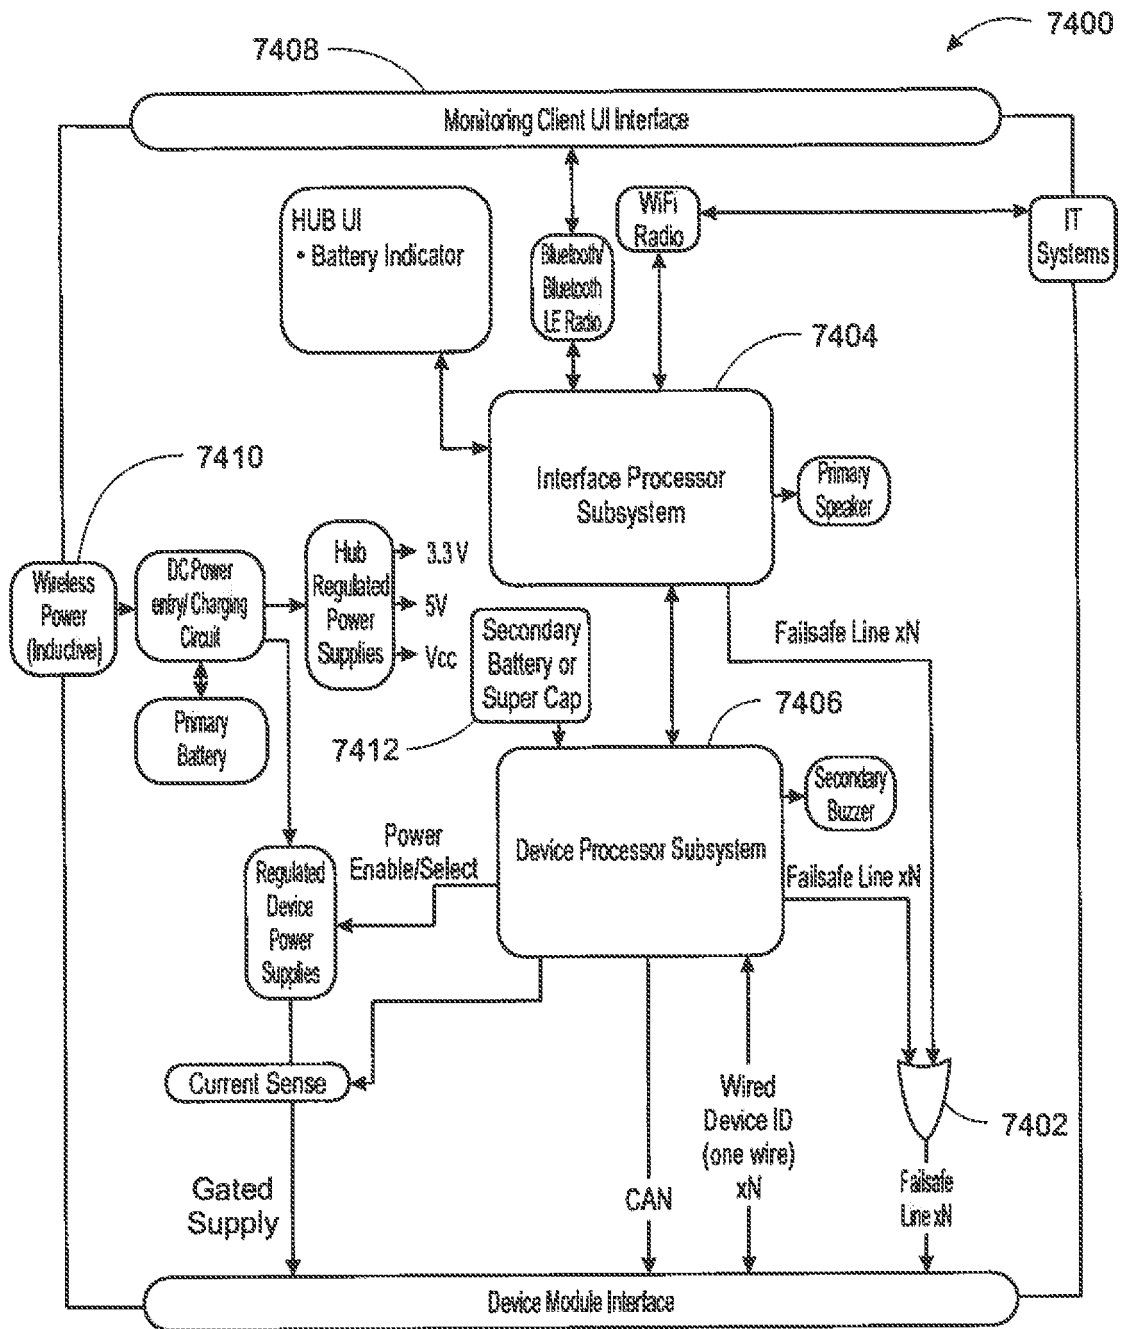 7400
7408
Monitoring Client UI Interface
HUB UI
• Battery Indicator
WiFi
Radio
IT
Systems
Bluetooth/
Bluetooth
LE Radio
7404
7410
Interface Processor
Subsystem
Primary
Speaker
Wireless
Power
(Inductive)
DC Power
entry/ Charging
Circuit
Hub
Regulated
Power
Supplies
3.3 V
5V
Vcc
Secondary
Battery or
Super Cap
Failsafe Line xN
Primary
Battery
7412
7406
Secondary
Buzzer
Device Processor Subsystem
Power
Enable/Select
Failsafe Line xN
Regulated
Device
Power
Supplies
Current Sense
Wired
Device ID
(one wire)
xN
7402
Gated
Supply
CAN
Failsafe
Line xN
Device Module Interface